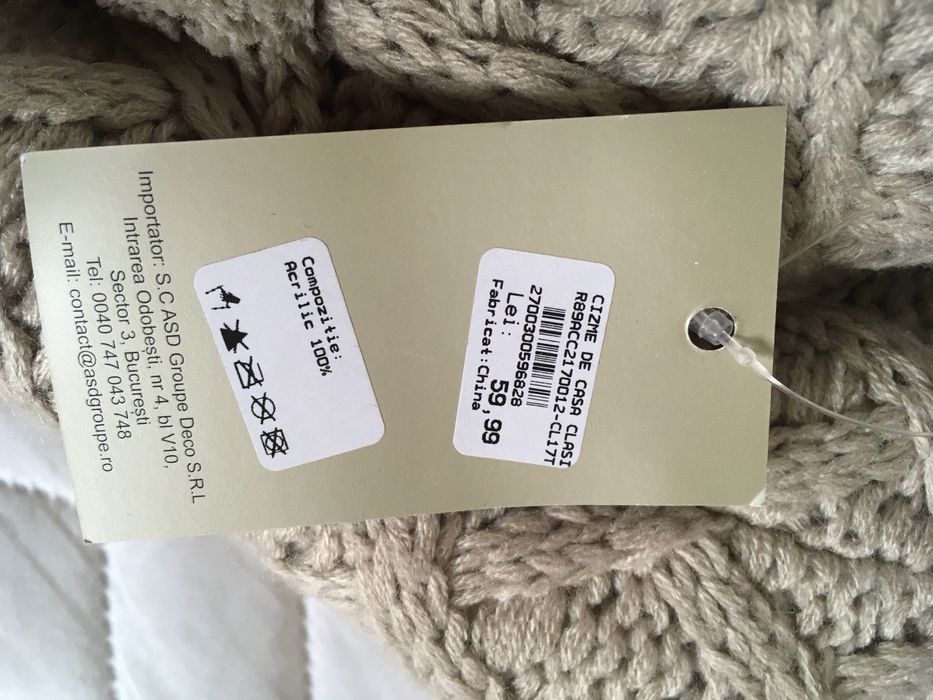 CIZME DE CASA CLASI
R89ACC2170012-CL17T
2700300596828
Lei: 59,99
Fabricat:China
Compozitie:
Acrilic 100%
Importator: S.C ASD Groupe Deco S.R.L
Intrarea Odobești, nr 4, bl V10,
Sector 3, București
Tel: 0040 747 043 748
E-mail: contact@asdgroupe.ro